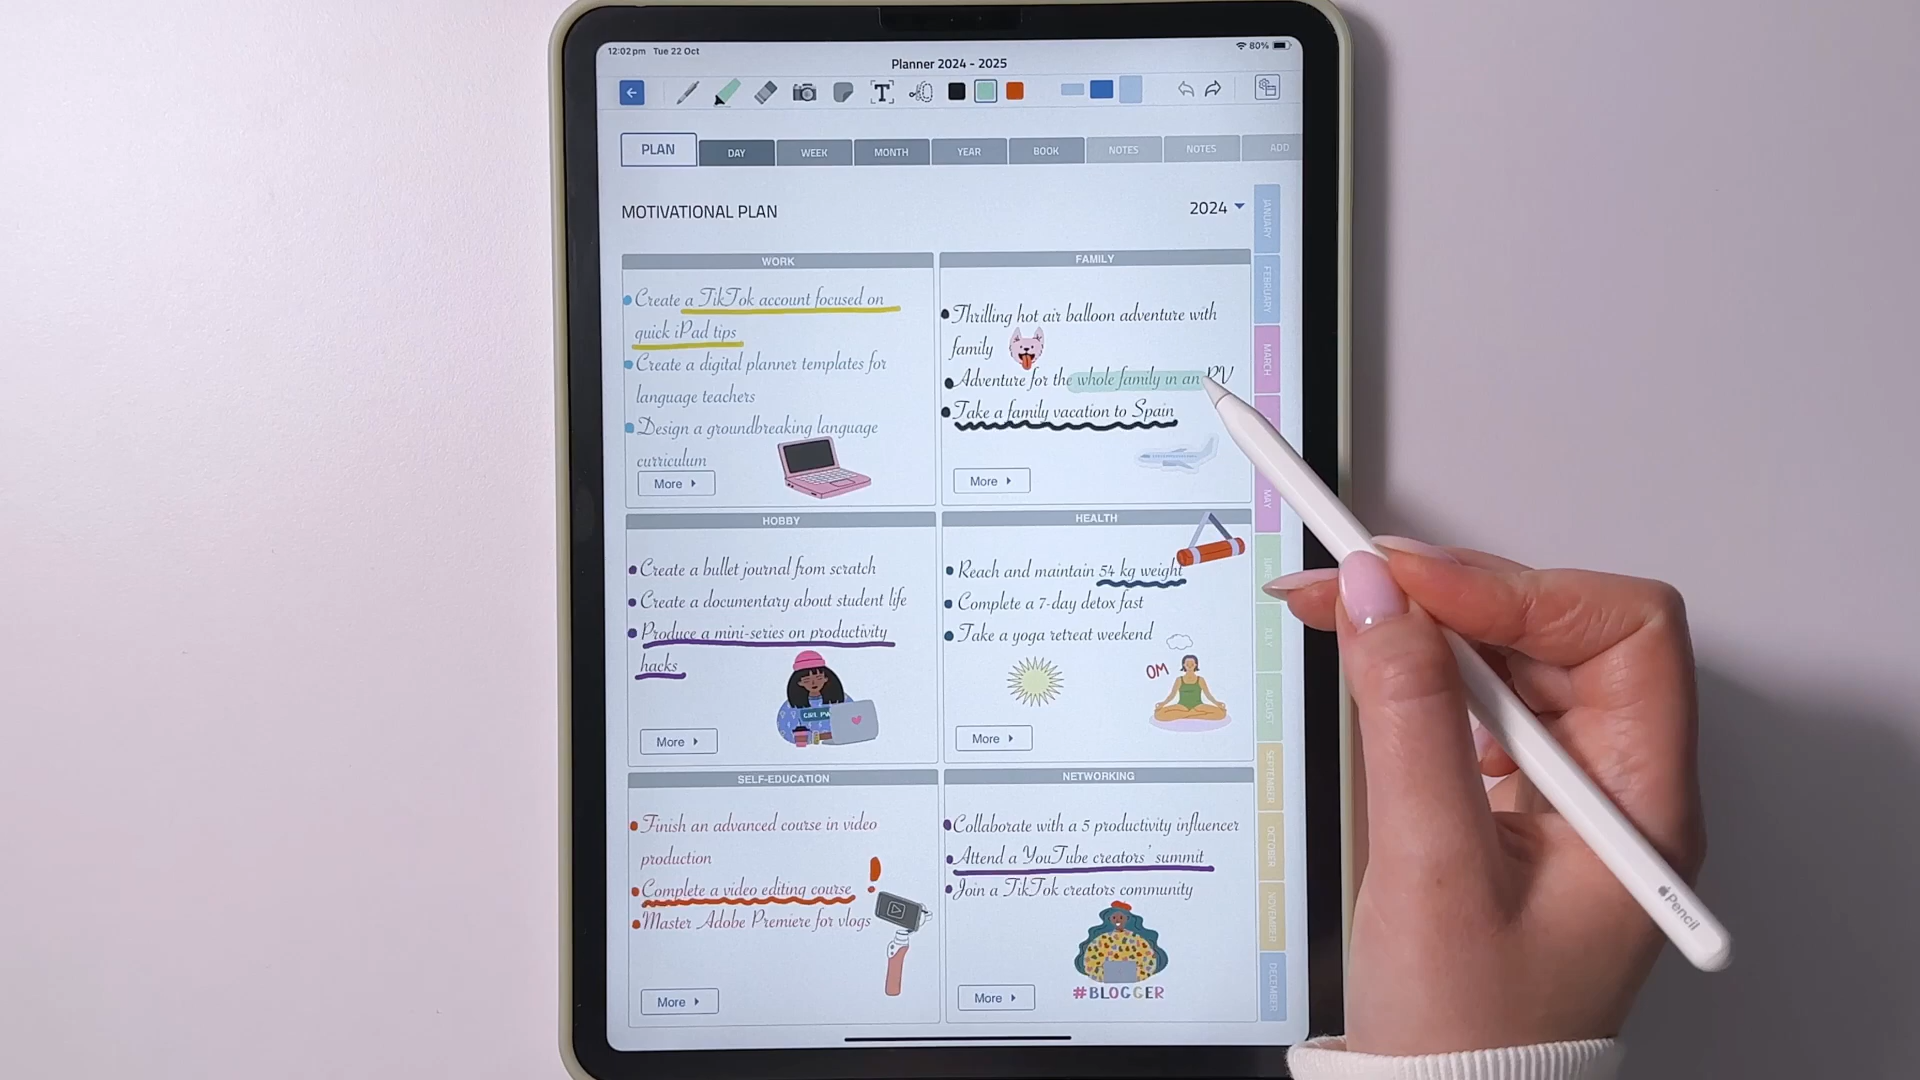 12:02 pm Tue 22 Oct
80%
Planner 2024 - 2025
T
PLAN
DAY
WEEK
MONTH
YEAR
BOOK
NOTES
NOTES
ADD
MOTIVATIONAL PLAN
2024
WORK
Create a TikTok account focused on
quick iPad tips
Create a digital planner templates for
language teachers
Design a groundbreaking language
curriculum
More
FAMILY
Thrilling hot air balloon adventure with
family
Adventure for the whole family in an
Take a family vacation to Spain
More
HOBBY
Create a bullet journal from scratch
Create a documentary about student life
Produce a mini-series on productivity
hacks
More
HEALTH
Reach and maintain 54 kg weight
Complete a 7-day detox fast
Take a yoga retreat weekend
OM
More
SELF-EDUCATION
Finish an advanced course in video
production
Complete a video editing course
Master Adobe Premiere for vlogs
More
NETWORKING
Collaborate with a 5 productivity influencer
Attend a YouTube creators' summit
Join a TikTok creators community
#BLOGGER
More
JANUARY
FEBRUARY
MARCH
MAY
JUNE
JULY
AUGUST
SEPTEMBER
OCTOBER
NOVEMBER
DECEMBER
Pencil